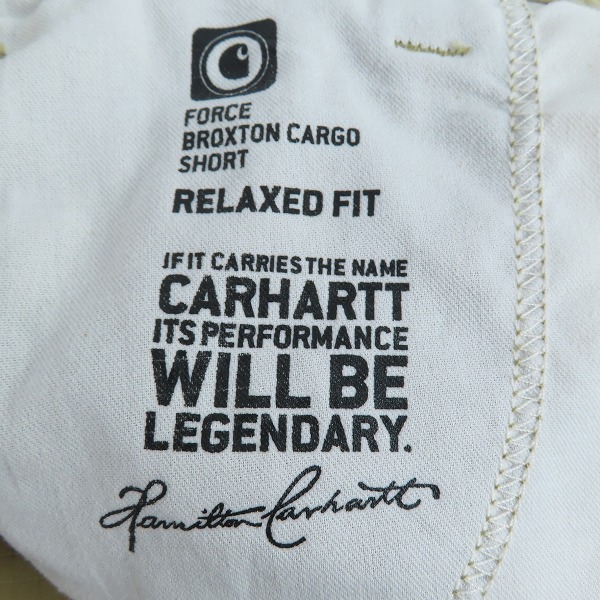 FORCE
BROXTON CARGO
SHORT
RELAXED FIT
IF IT CARRIES THE NAME
CARHARTT
ITS PERFORMANCE
WILL BE
LEGENDARY.
Hamilton Carhartt